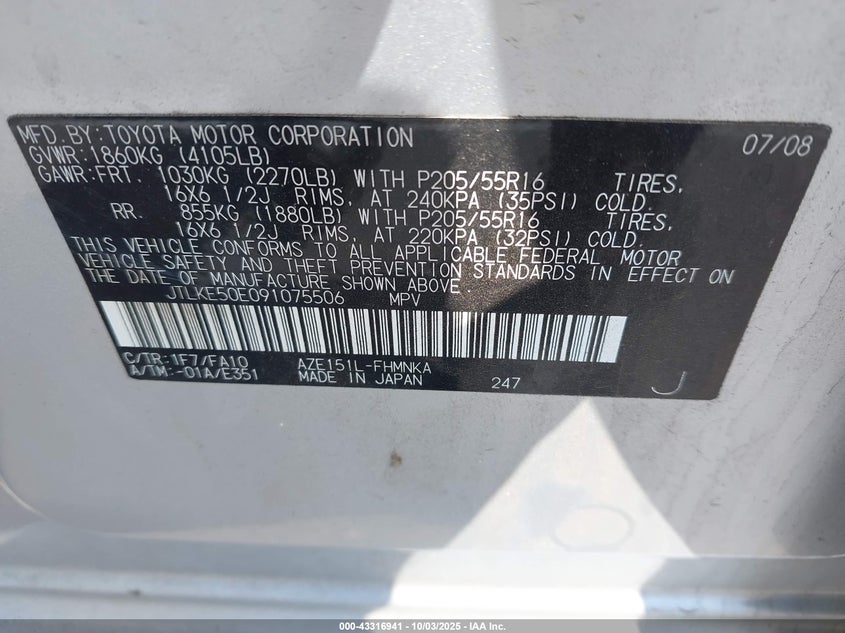 MFD.BY:TOYOTA MOTOR CORPORATION 07/08
GVWR:1860KG (4105LB)
GAWR:FRT. 1030KG (2270LB) WITH P205/55R16 TIRES,
16X6 1/2J RIMS, AT 240KPA (35PSI) COLD.
RR. 855KG (1880LB) WITH P205/55R16 TIRES,
16X6 1/2J RIMS, AT 220KPA (32PSI) COLD.
THIS VEHICLE CONFORMS TO ALL APPLICABLE FEDERAL MOTOR
VEHICLE SAFETY AND THEFT PREVENTION STANDARDS IN EFFECT ON
THE DATE OF MANUFACTURE SHOWN ABOVE.
JTLKE50E091075506 MPV
C/TR:1F7/FA10 AZE151L-FHMNKA
A/TM:-01A/E351 MADE IN JAPAN 247 J
000-43316941 - 10/03/2025 - IAA Inc.